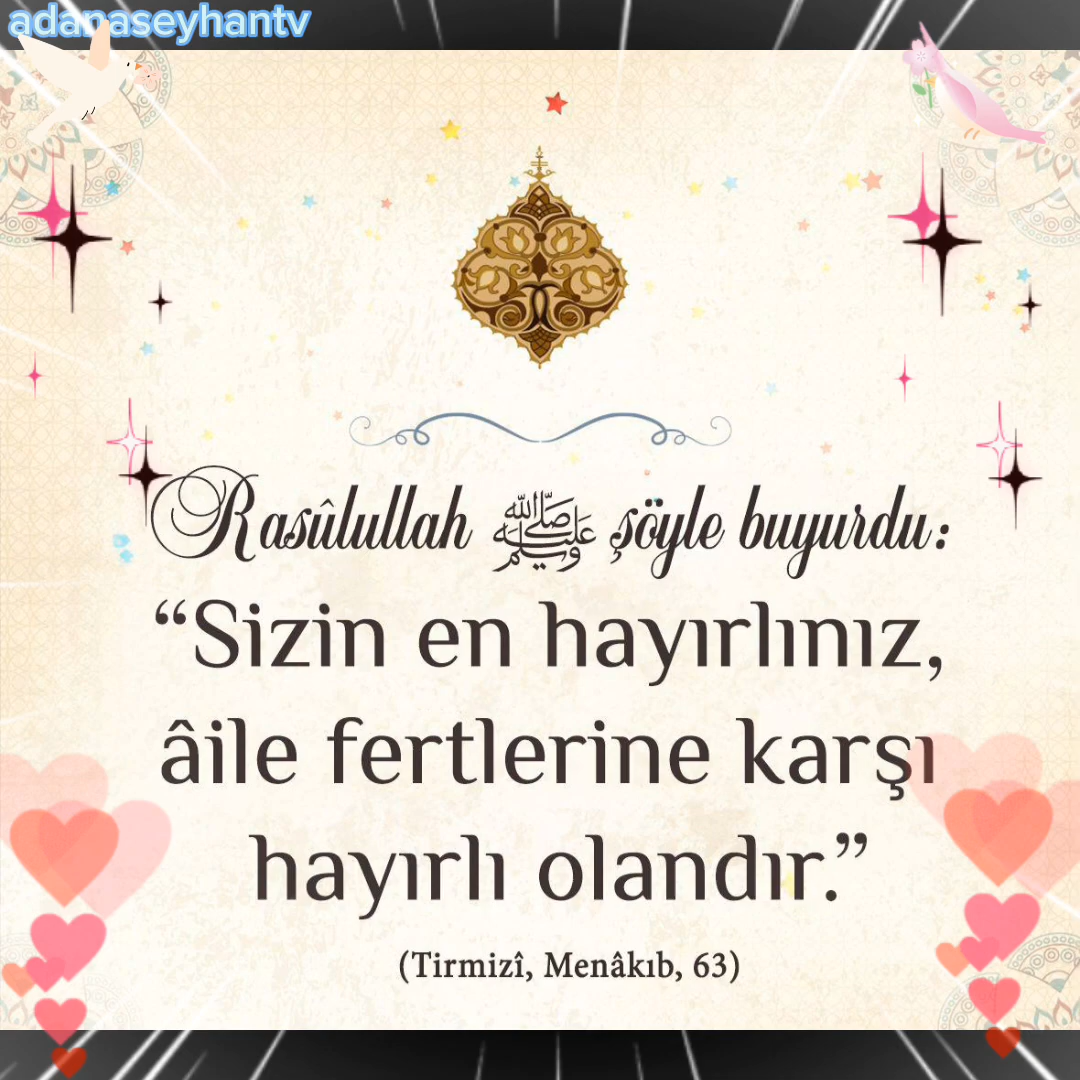 adanaseyhantv
Rasûlullah ﷺ şöyle buyurdu:
“Sizin en hayırlınız,
âile fertlerine karşı
hayırlı olandır.”
(Tirmizî, Menâkıb, 63)